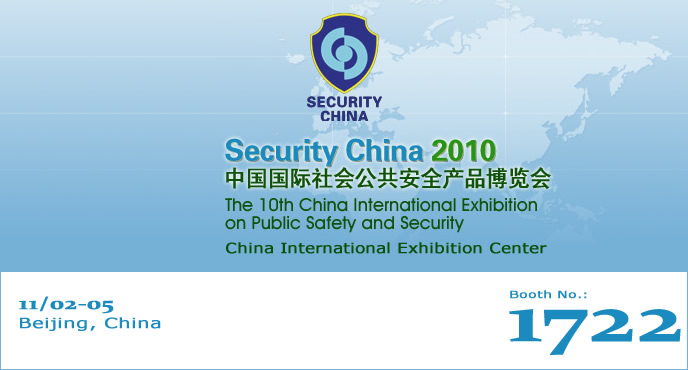 SECURITY
CHINA
Security China 2010
中国国际社会公共安全产品博览会
The 10th China International Exhibition
on Public Safety and Security
China International Exhibition Center
11/02-05
Beijing, China
Booth No.:
1722